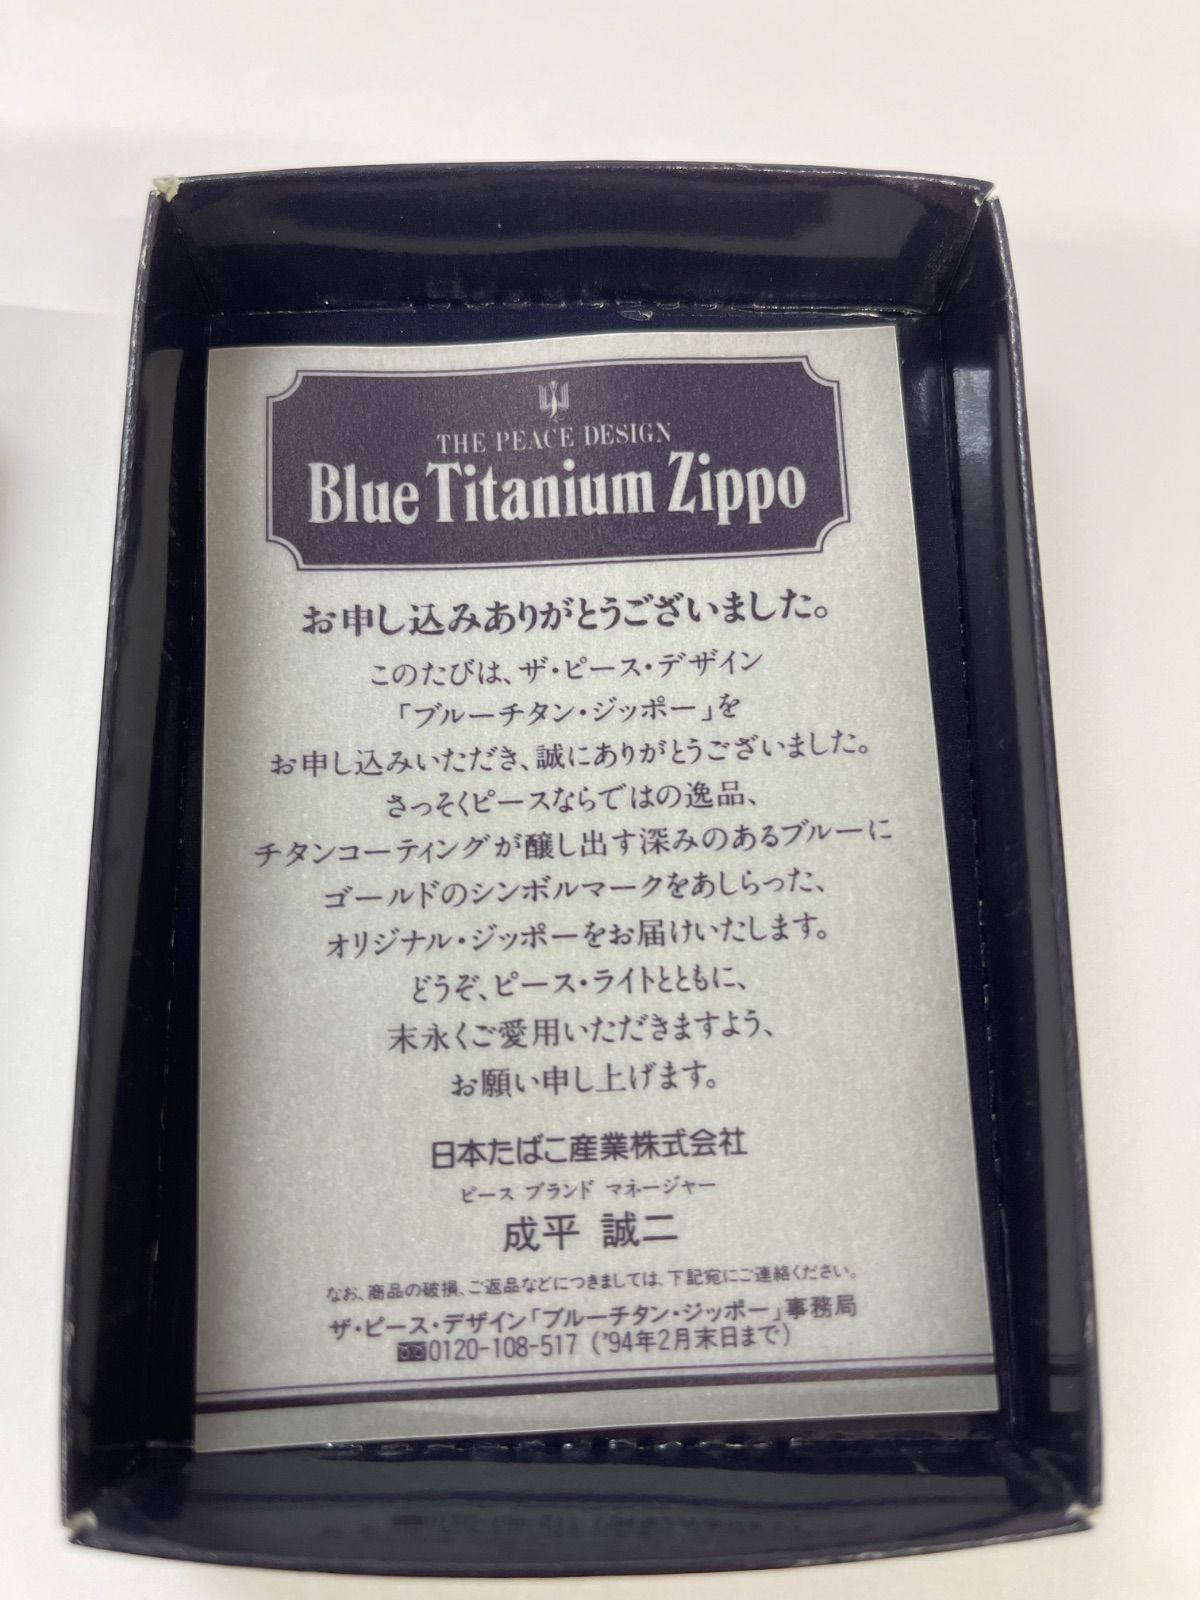 THE PEACE DESIGN
Blue Titanium Zippo
お申し込みありがとうございました。
このたびは、ザ・ピース・デザイン
「ブルーチタン・ジッポー」を
お申し込みいただき、誠にありがとうございました。
さっそくピースならではの逸品、
チタンコーティングが醸し出す深みのあるブルーに
ゴールドのシンボルマークをあしらった、
オリジナル・ジッポーをお届けいたします。
どうぞ、ピース・ライトとともに、
末永くご愛用いただきますよう、
お願い申し上げます。
日本たばこ産業株式会社
ピース ブランド マネージャー
成平 誠二
なお、商品の破損、ご返品などにつきましては、下記宛にご連絡ください。
ザ・ピース・デザイン「ブルーチタン・ジッポー」事務局
0120-108-517 ('94年2月末日まで)